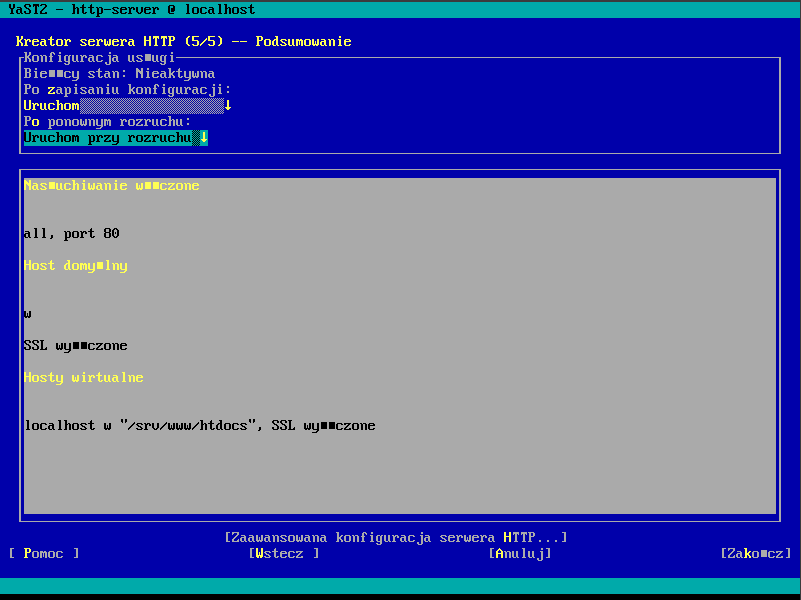 YaST2 - http-server @ localhost
Kreator serwera HTTP (5/5) -- Podsumowanie
Konfiguracja us■ugi
Bie■■cy stan: Nieaktywna
Po zapisaniu konfiguracji:
Uruchom↓
Po ponownym rozruchu:
Uruchom przy rozruchu ↓
Nas■uchiwanie w■■czone
all, port 80
Host domy■lny
w
SSL wy■■czone
Hosty wirtualne
localhost w "/srv/www/htdocs", SSL wy■■czone
[Zaawansowana konfiguracja serwera HTTP...]
[ Pomoc ] [Wstecz ] [Anuluj] [Zako■cz]